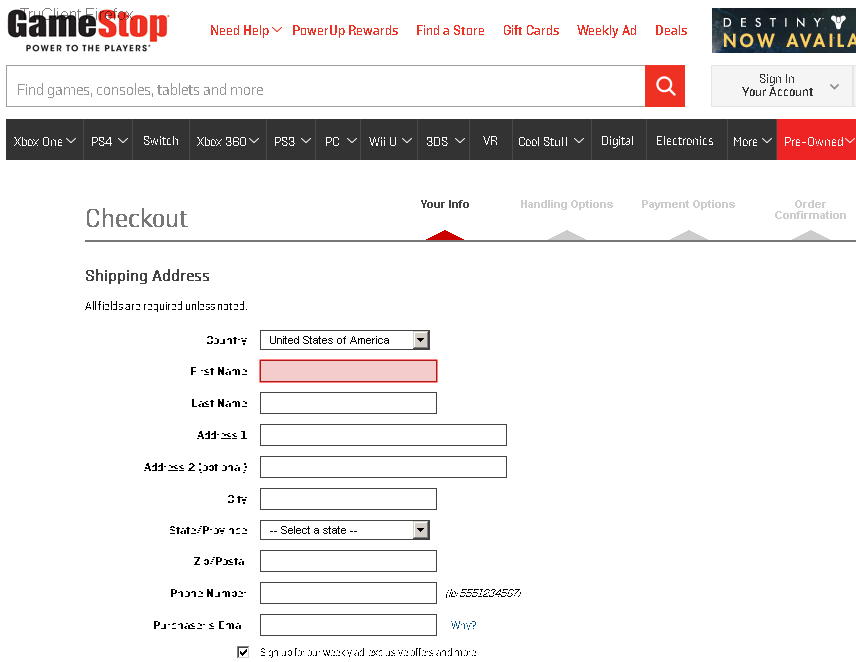 TruClient Firefox
GameStop
POWER TO THE PLAYERS
Need Help PowerUp Rewards Find a Store Gift Cards Weekly Ad Deals
DESTINY
NOW AVAILA
Find games, consoles, tablets and more
Sign In
Your Account
Xbox One PS4 Switch Xbox 360 PS3 PC Wii U 3DS VR Cool Stuff Digital Electronics More Pre-Owned
Checkout
Your Info Handling Options Payment Options Order
Confirmation
Shipping Address
All fields are required unless noted.
Country United States of America
First Name
Last Name
Address 1
Address 2 (optional)
City
State/Province -- Select a state --
Zip/Postal
Phone Number (ie 5551234567)
Purchaser's Email Why?
Sign up for our weekly ad, exclusive offers and more